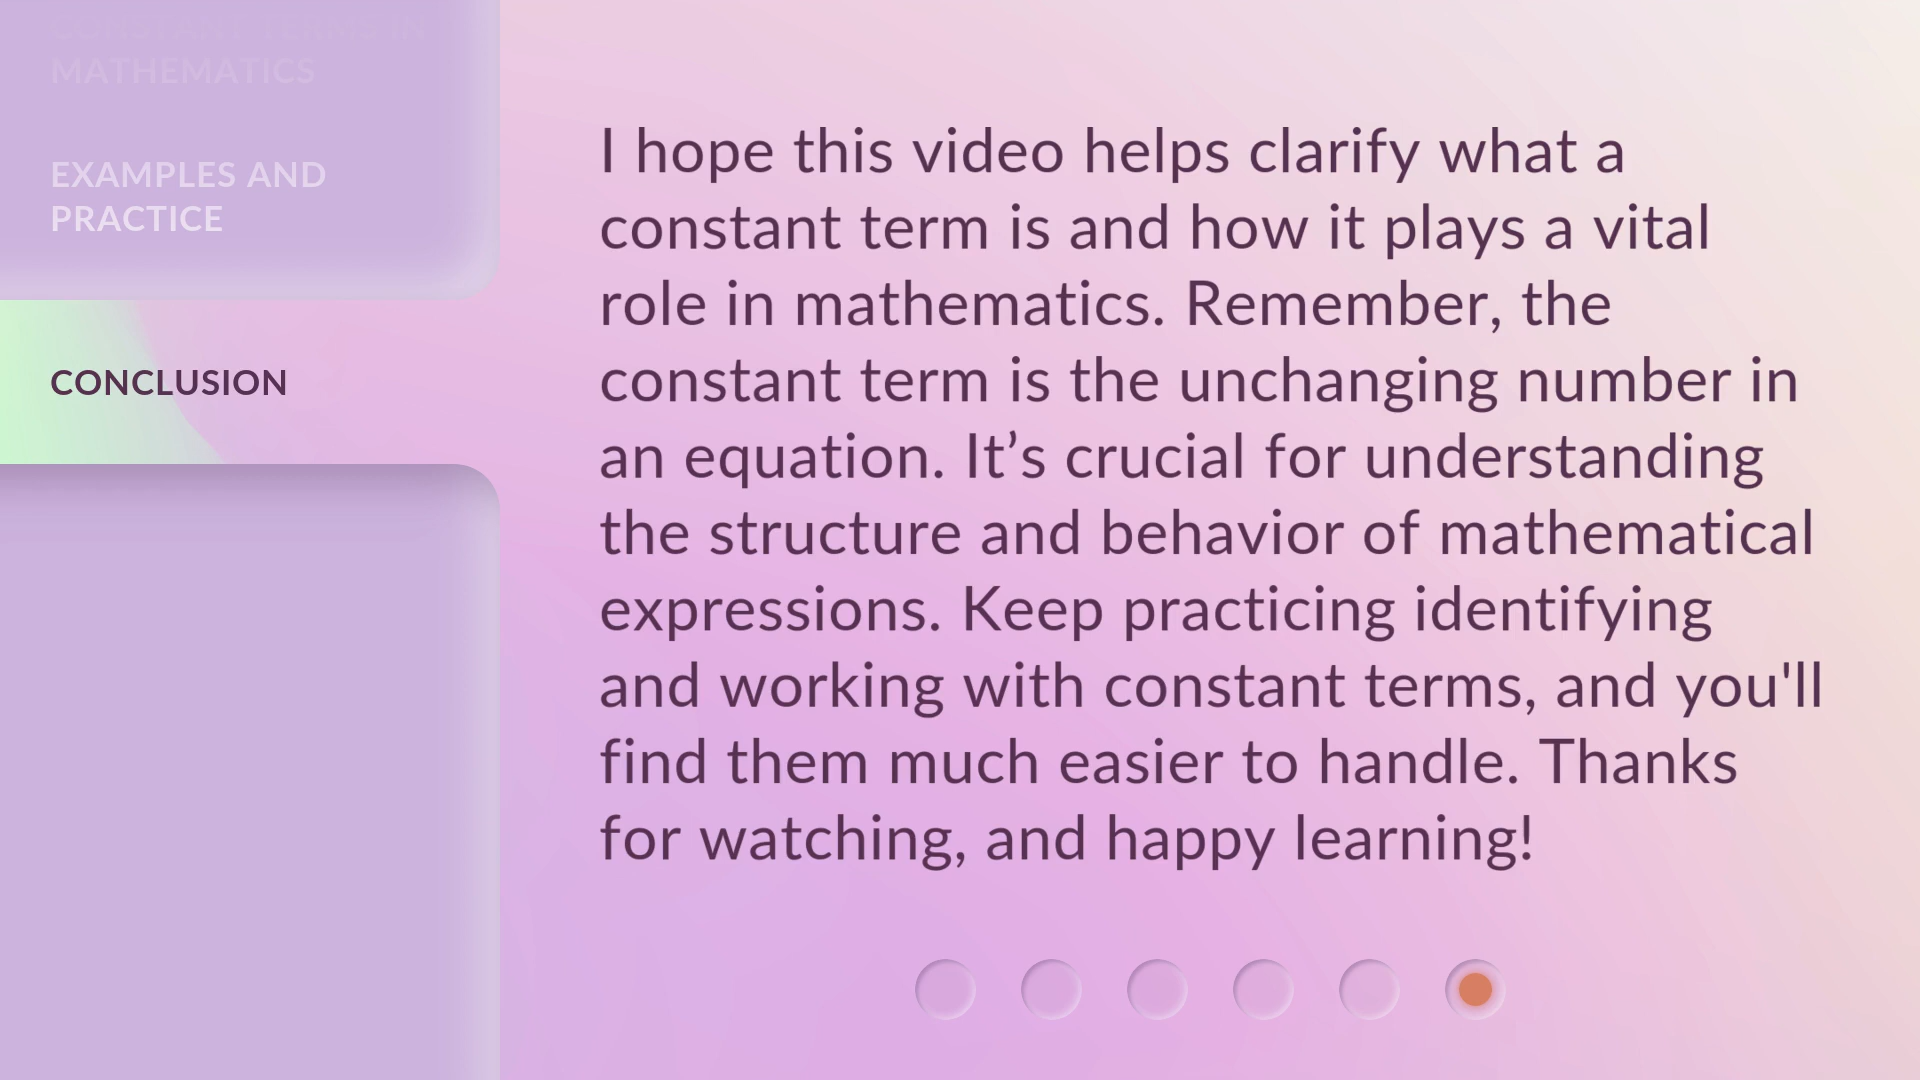 CONSTANT TERMS IN
MATHEMATICS
EXAMPLES AND
PRACTICE
CONCLUSION
I hope this video helps clarify what a
constant term is and how it plays a vital
role in mathematics. Remember, the
constant term is the unchanging number in
an equation. It’s crucial for understanding
the structure and behavior of mathematical
expressions. Keep practicing identifying
and working with constant terms, and you'll
find them much easier to handle. Thanks
for watching, and happy learning!